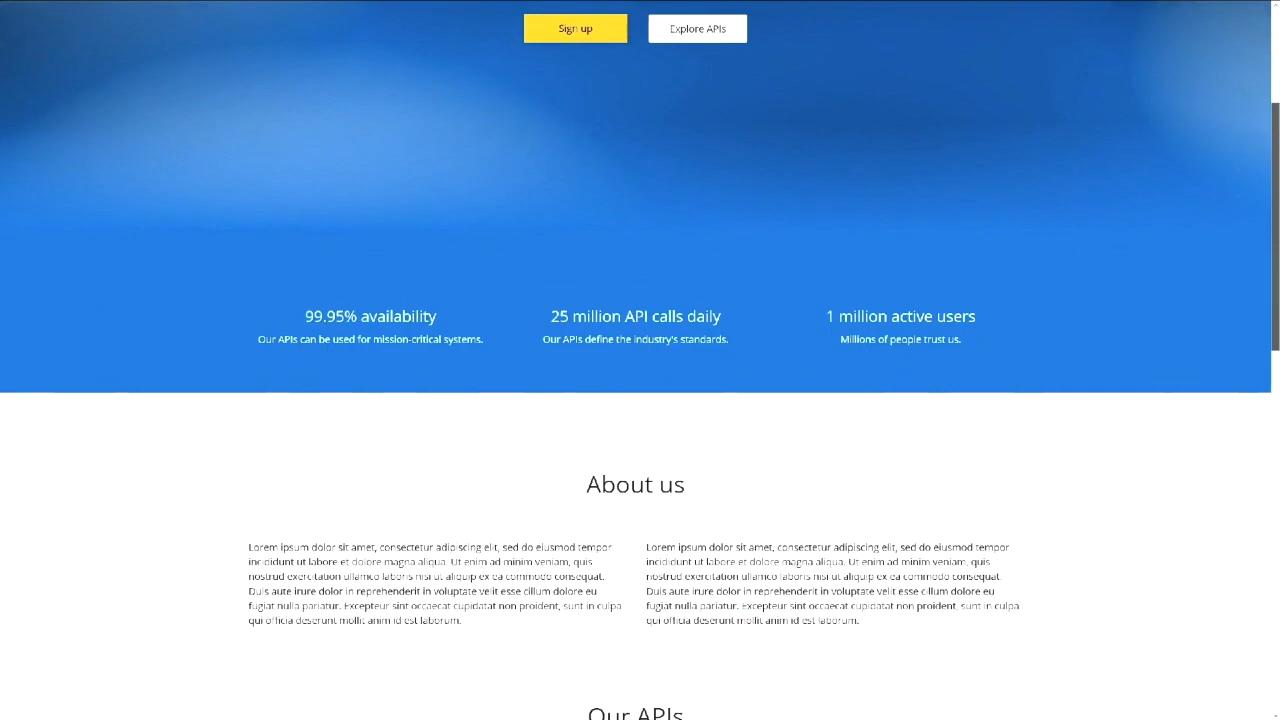 Sign up
Explore APIs
99.95% availability
25 million API calls daily
1 million active users
Our APIs can be used for mission-critical systems.
Our APIs define the industry's standards.
Millions of people trust us.
About us
Lorem ipsum dolor sit amet, consectetur adipiscing elit, sed do eiusmod tempor
incididunt ut labore et dolore magna aliqua. Ut enim ad minim veniam, quis
nostrud exercitation ullamco laboris nisi ut aliquip ex ea commodo consequat.
Duis aute irure dolor in reprehenderit in voluptate velit esse cillum dolore eu
fugiat nulla pariatur. Excepteur sint occaecat cupidatat non proident, sunt in culpa
qui officia deserunt mollit anim id est laborum.
Lorem ipsum dolor sit amet, consectetur adipiscing elit, sed do eiusmod tempor
incididunt ut labore et dolore magna aliqua. Ut enim ad minim veniam, quis
nostrud exercitation ullamco laboris nisi ut aliquip ex ea commodo consequat.
Duis aute irure dolor in reprehenderit in voluptate velit esse cillum dolore eu
fugiat nulla pariatur. Excepteur sint occaecat cupidatat non proident, sunt in culpa
qui officia deserunt mollit anim id est laborum.
Our APIs